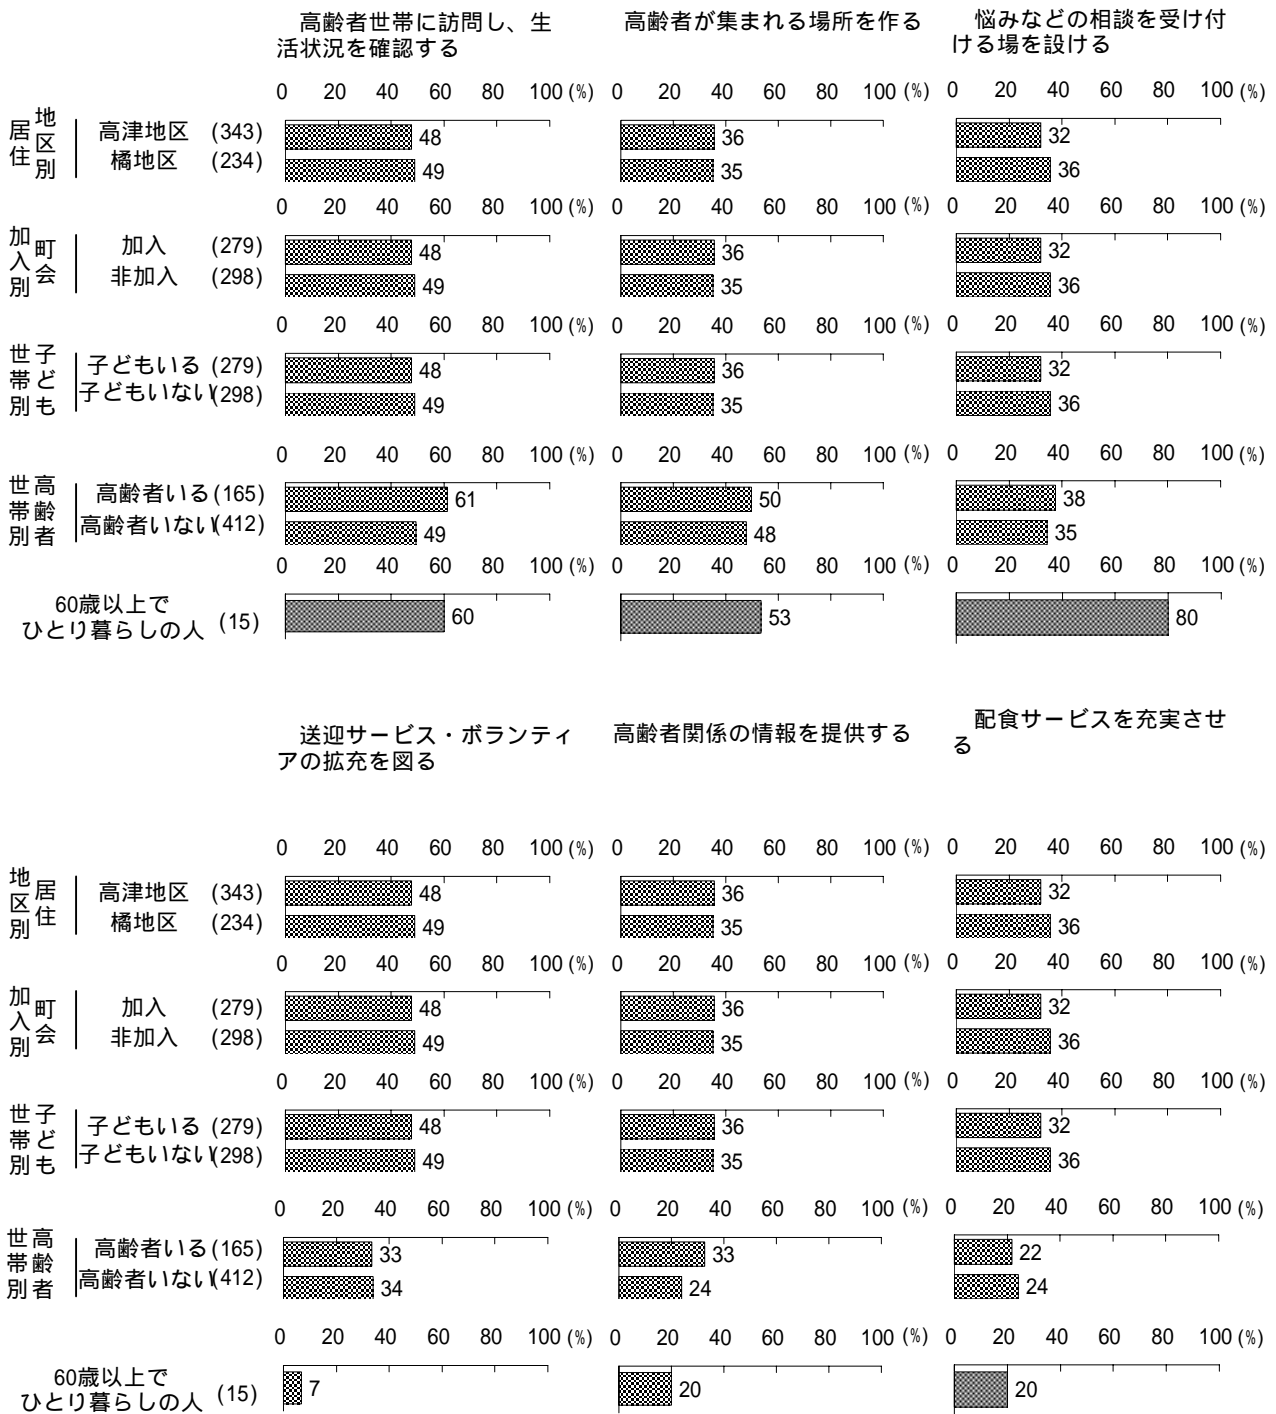 高齢者世帯に訪問し、生
活状況を確認する
高齢者が集まれる場所を作る
悩みなどの相談を受け付
ける場を設ける
0 20 40 60 80 100 (%) 0 20 40 60 80 100 (%) 0 20 40 60 80 100 (%)
居住地区別
高津地区 (343) 48 36 32
橘地区 (234) 49 35 36
0 20 40 60 80 100 (%) 0 20 40 60 80 100 (%) 0 20 40 60 80 100 (%)
町会加入別
加入 (279) 48 36 32
非加入 (298) 49 35 36
0 20 40 60 80 100 (%) 0 20 40 60 80 100 (%) 0 20 40 60 80 100 (%)
子ども世帯別
子どもいる (279) 48 36 32
子どもいない(298) 49 35 36
0 20 40 60 80 100 (%) 0 20 40 60 80 100 (%) 0 20 40 60 80 100 (%)
高齢者世帯別
高齢者いる(165) 61 50 38
高齢者いない(412) 49 48 35
0 20 40 60 80 100 (%) 0 20 40 60 80 100 (%) 0 20 40 60 80 100 (%)
60歳以上で
ひとり暮らしの人 (15) 60 53 80
送迎サービス・ボランティ
アの拡充を図る
高齢者関係の情報を提供する
配食サービスを充実させ
る
0 20 40 60 80 100 (%) 0 20 40 60 80 100 (%) 0 20 40 60 80 100 (%)
居住地区別
高津地区 (343) 48 36 32
橘地区 (234) 49 35 36
0 20 40 60 80 100 (%) 0 20 40 60 80 100 (%) 0 20 40 60 80 100 (%)
町会加入別
加入 (279) 48 36 32
非加入 (298) 49 35 36
0 20 40 60 80 100 (%) 0 20 40 60 80 100 (%) 0 20 40 60 80 100 (%)
子ども世帯別
子どもいる (279) 48 36 32
子どもいない(298) 49 35 36
0 20 40 60 80 100 (%) 0 20 40 60 80 100 (%) 0 20 40 60 80 100 (%)
高齢者世帯別
高齢者いる(165) 33 33 22
高齢者いない(412) 34 24 24
0 20 40 60 80 100 (%) 0 20 40 60 80 100 (%) 0 20 40 60 80 100 (%)
60歳以上で
ひとり暮らしの人 (15) 7 20 20